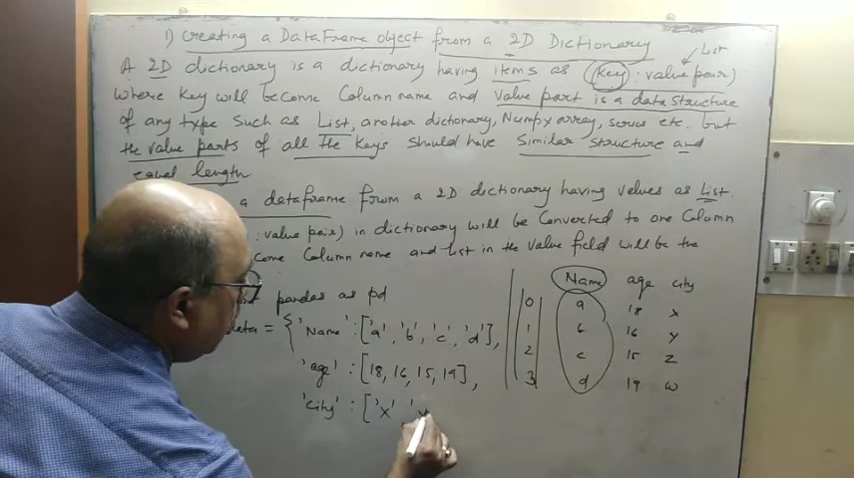 1) Creating a DataFrame object from a 2D Dictionary
List
A 2D dictionary is a dictionary having items as (key : value pair)
where key will become Column name and value part is a data structure
of any type such as List, another dictionary, Numpy array, series etc. but
the value parts of all the keys should have Similar structure and
equal length.
a dataframe from a 2D dictionary having velues as List.
: value pair) in dictionary will be Converted to one Column
come Column name and list in the value field will be the
pandas as pd
data = { 'Name' : ['a', 'b', 'c', 'd'],
'age' : [18, 16, 15, 19],
'City' : ['x' 'y
Name age city
0 a 18 x
1 b 16 y
2 c 15 z
3 d 19 w